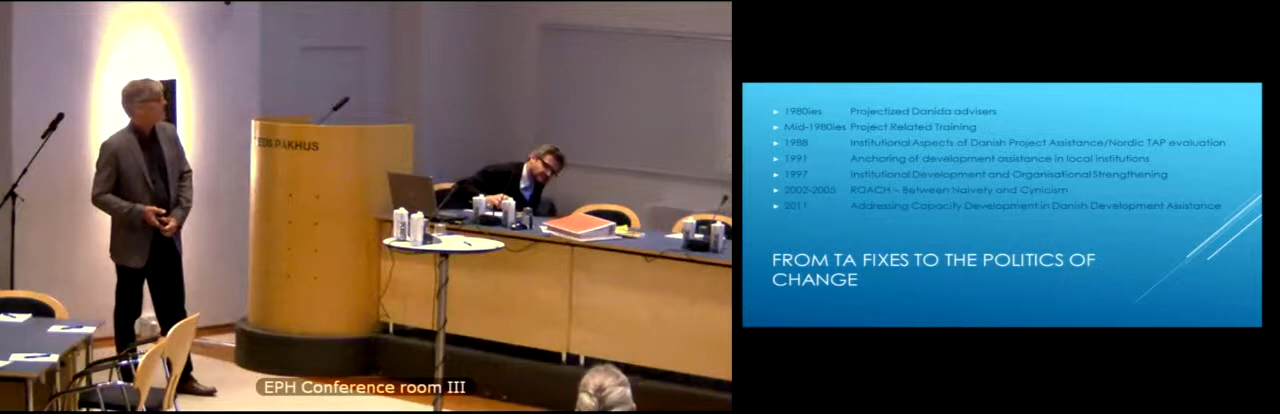 EDS PAKHUS
EPH Conference room III
1980ies Projectized Danida advisers
Mid-1980ies Project Related Training
1988 Institutional Aspects of Danish Project Assistance/Nordic TAP evaluation
1991 Anchoring of development assistance in local institutions
1997 Institutional Development and Organisational Strengthening
2002-2005 ROACH – Between Naivety and Cynicism
2011 Addressing Capacity Development in Danish Development Assistance
FROM TA FIXES TO THE POLITICS OF
CHANGE